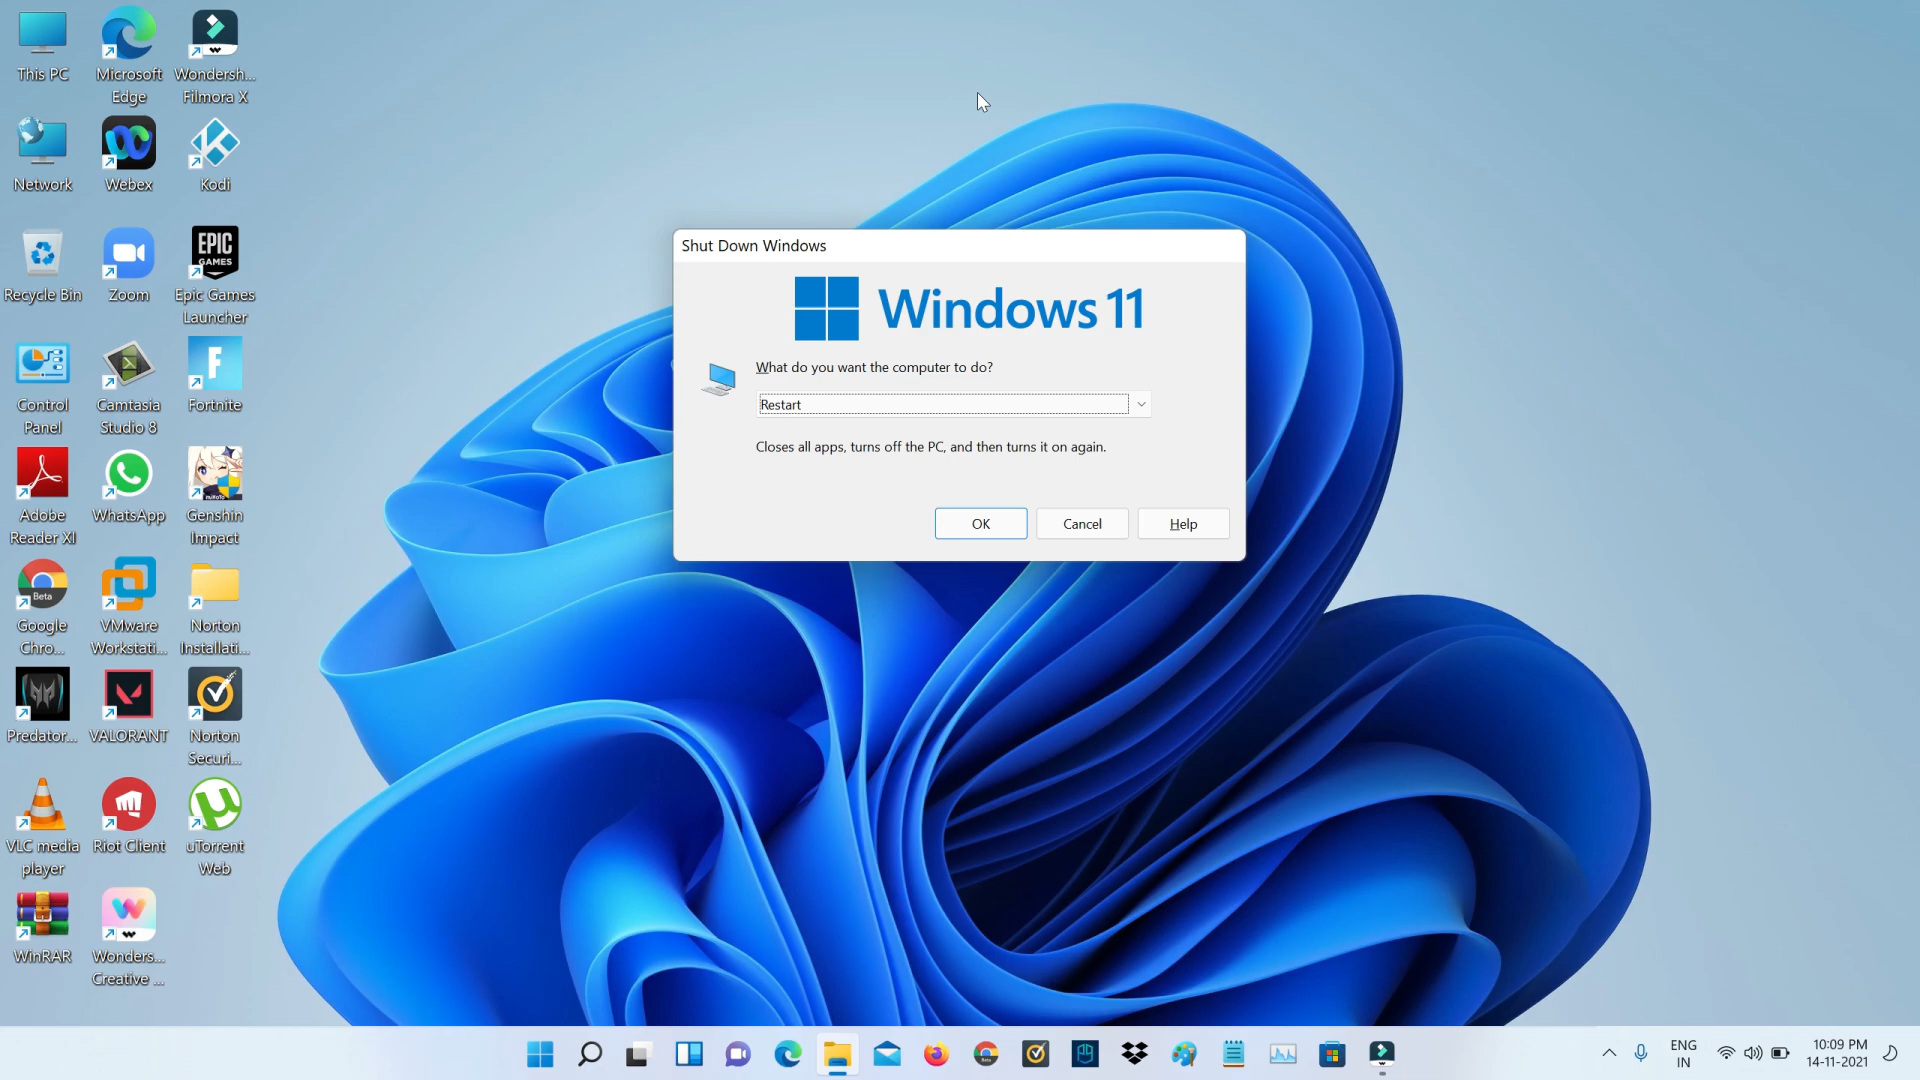 This PC
Microsoft
Edge
Wondersh...
Filmora X
Network
Webex
Kodi
Recycle Bin
Zoom
EPIC
GAMES
Epic Games
Launcher
Control
Panel
Camtasia
Studio 8
Fortnite
Adobe
Reader XI
WhatsApp
Genshin
Impact
Beta
Google
Chro...
VMware
Workstati...
Norton
Installati...
Predator...
VALORANT
Norton
Securi...
VLC media
player
Riot Client
uTorrent
Web
WinRAR
Wonders...
Creative ...
Shut Down Windows
Windows 11
What do you want the computer to do?
Restart
Closes all apps, turns off the PC, and then turns it on again.
OK
Cancel
Help
ENG
IN
10:09 PM
14-11-2021